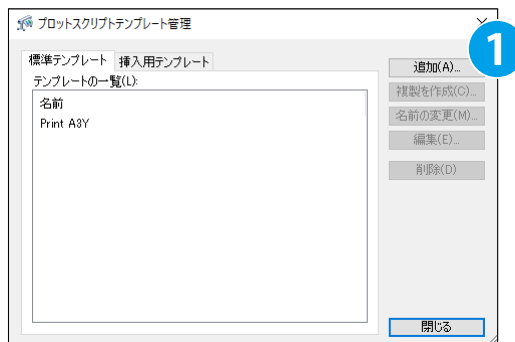 プロットスクリプトテンプレート管理
1
標準テンプレート 挿入用テンプレート
テンプレートの一覧(L):
名前
Print A3Y
追加(A)...
複製を作成(C)...
名前の変更(M)...
編集(E)...
削除(D)
閉じる